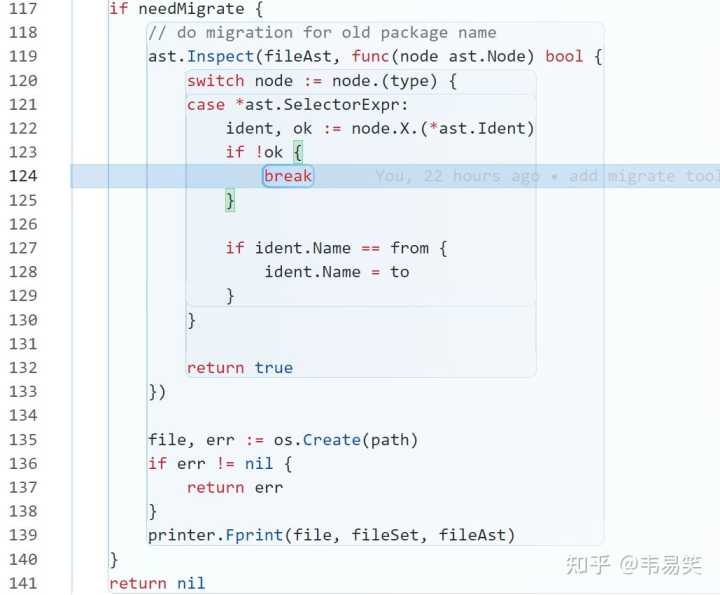 117 if needMigrate {
118 // do migration for old package name
119 ast.Inspect(fileAst, func(node ast.Node) bool {
120 switch node := node.(type) {
121 case *ast.SelectorExpr:
122 ident, ok := node.X.(*ast.Ident)
123 if !ok {
124 break You, 22 hours ago • add migrate tool
125 }
126
127 if ident.Name == from {
128 ident.Name = to
129 }
130 }
131
132 return true
133 })
134
135 file, err := os.Create(path)
136 if err != nil {
137 return err
138 }
139 printer.Fprint(file, fileSet, fileAst)
140 }
141 return nil
知乎 @韦易笑